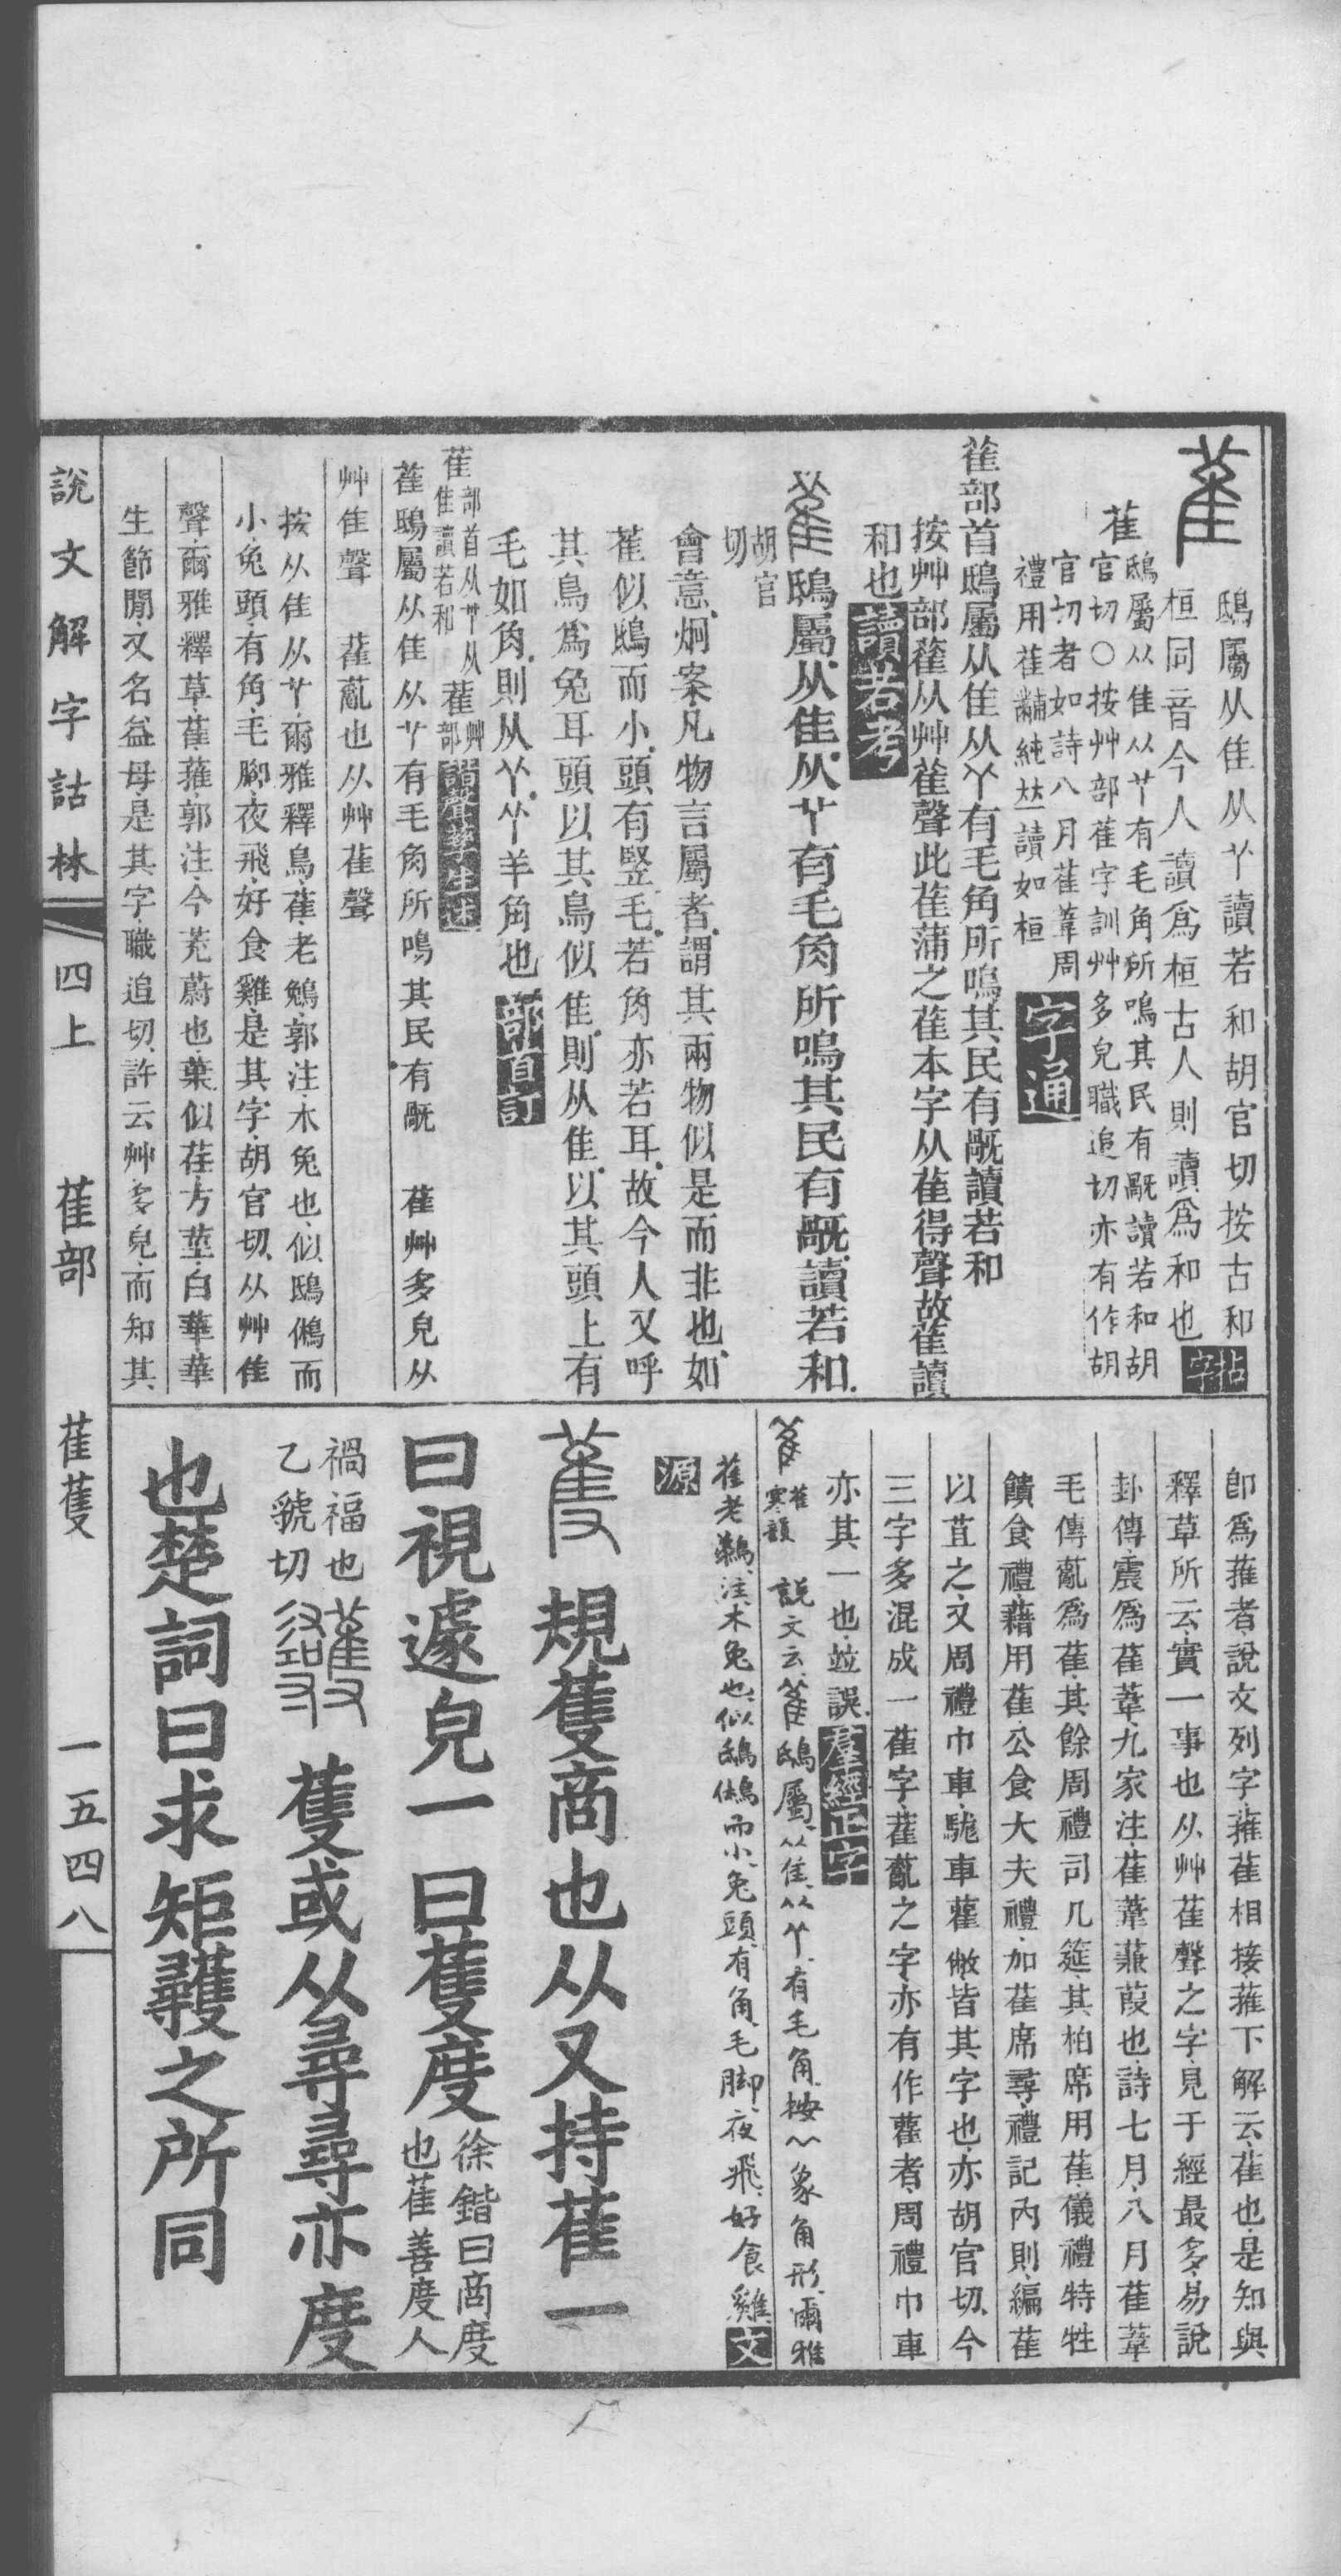 鴟屬从隹从𦫳讀若和胡官切按古和
桓同音今人讀爲桓古人則讀爲和也
拈字
萑
鴟屬从隹从𦫳有毛角所鳴其民有旤讀若和胡
官切○按艸部萑字訓艸多皃職追切亦有作胡
官切者如詩八月萑葦周
禮用萑黼純𠀤讀如桓
字通
萑部首鴟屬从隹从𦫳有毛角所鳴其民有旤讀若和
按艸部雚从艸萑聲此萑蒲之萑本字从萑得聲故萑讀
和也
讀若考
鴟屬从隹从𦫳有毛角所鳴其民有旤讀若和
胡官
切
會意炯案凡物言屬者謂其兩物似是而非也如
萑似鴟而小頭有豎毛若角亦若耳故今人又呼
其鳥爲兔耳頭以其鳥似隹則从隹以其頭上有
毛如角則从𦫳𦫳羊角也
部首訂
萑
部首从𦫳从
隹讀若和
萑
艸
部
諧聲孳生述
萑鴟屬从隹从𦫳有毛角所鳴其民有旤 萑艸多皃从
艸隹聲 萑薍也从艸萑聲
按从隹从𦫳爾雅釋鳥萑老鵵郭注木兔也似鴟鵂而
小兔頭有角毛腳夜飛好食雞是其字胡官切从艸隹
聲爾雅釋草萑蓷郭注今茺蔚也葉似荏方莖白華華
生節閒又名益母是其字職追切許云艸多皃而知其
說文解字詁林 四上 萑部 萑蒦 一五四八
卽爲蓷者說文列字蓷萑相接蓷下解云萑也是知與
釋草所云實一事也从艸萑聲之字見于經最多易說
卦傳震爲萑葦九家注萑葦蒹葭也詩七月八月萑葦
毛傳薍爲萑其餘周禮司几筵其柏席用萑儀禮特牲
饋食禮藉用萑公食大夫禮加萑席尋禮記內則編萑
以苴之又周禮巾車駹車雚㡀皆其字也亦胡官切今
三字多混成一萑字萑薍之字亦有作雚者周禮巾車
亦其一也竝誤
羣經正字
萑
寒韻
說文云萑鴟屬从隹从𦫳有毛角按𦫳象角形爾雅
萑老鵵注木兔也似鴟鵂而小兔頭有角毛脚夜飛好食雞
文源
規蒦商也从又持萑一
曰視遽皃一曰蒦度
徐鍇曰商度
也萑善度人
禍福也
乙虢切
蒦或从尋尋亦度
也楚詞曰求矩彠之所同